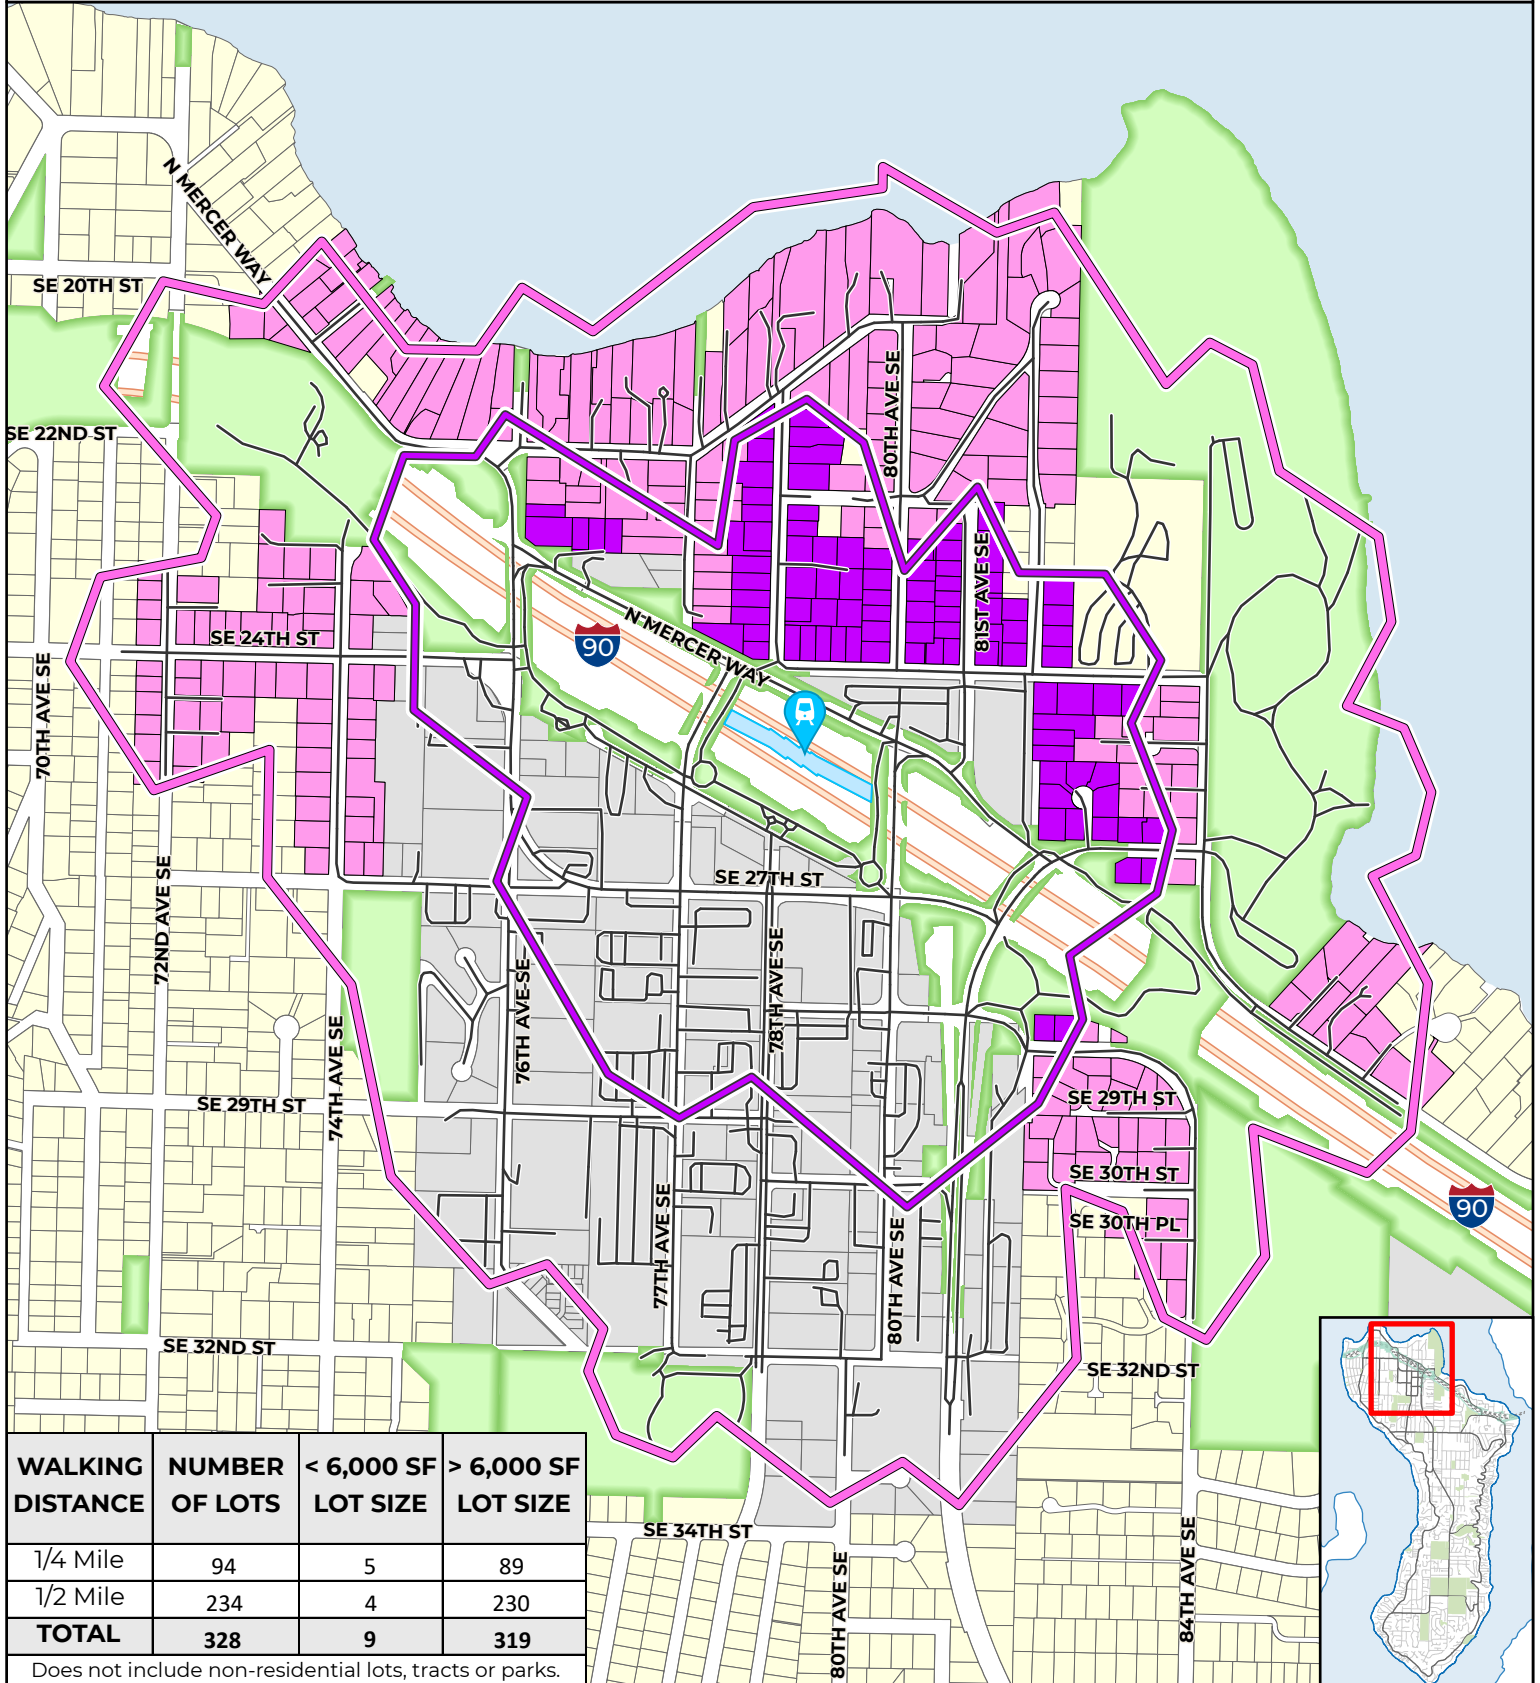 N MERCER WAY
SE 20TH ST
80TH AVE SE
SE 22ND ST
81ST AVE SE
N MERCER WAY
SE 24TH ST
90
70TH AVE SE
SE 27TH ST
72ND AVE SE
76TH AVE SE
78TH AVE SE
74TH AVE SE
SE 29TH ST
SE 29TH ST
SE 30TH ST
SE 30TH PL
90
77TH AVE SE
80TH AVE SE
SE 32ND ST
SE 32ND ST
SE 34TH ST
80TH AVE SE
84TH AVE SE
WALKING DISTANCE NUMBER OF LOTS < 6,000 SF LOT SIZE > 6,000 SF LOT SIZE
1/4 Mile 94 5 89
1/2 Mile 234 4 230
TOTAL 328 9 319
Does not include non-residential lots, tracts or parks.